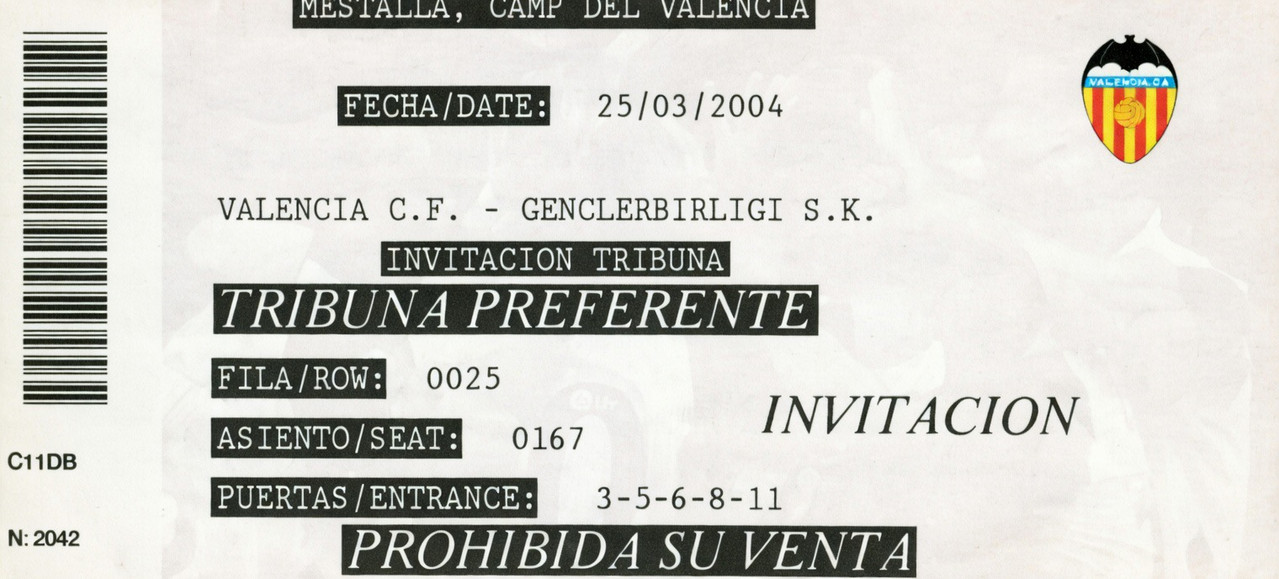 MESTALLA, CAMP DEL VALENCIA
FECHA/DATE: 25/03/2004
VALENCIA.C.F
VALENCIA C.F. - GENCLERBIRLIGI S.K.
INVITACION TRIBUNA
TRIBUNA PREFERENTE
FILA/ROW: 0025
INVITACION
ASIENTO/SEAT: 0167
C11DB
PUERTAS/ENTRANCE: 3-5-6-8-11
N: 2042
PROHIBIDA SU VENTA